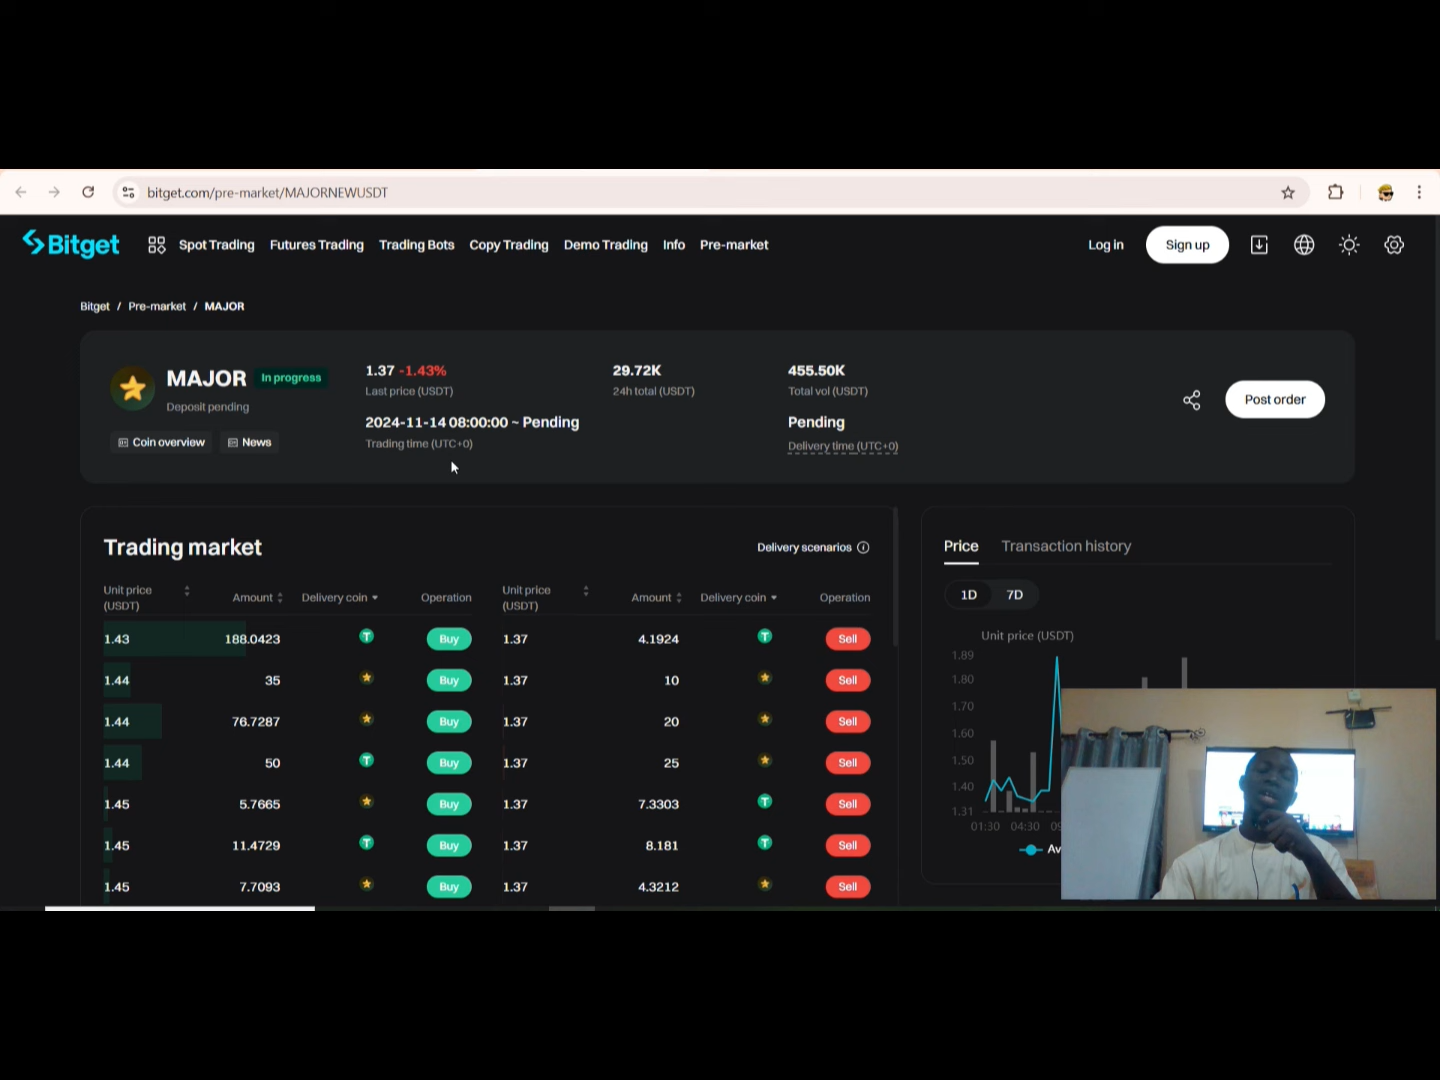 bitget.com/pre-market/MAJORNEWUSDT
Bitget Spot Trading Futures Trading Trading Bots Copy Trading Demo Trading Info Pre-market Log in Sign up
Bitget / Pre-market / MAJOR
MAJOR In progress
Deposit pending
Coin overview News
1.37 -1.43%
Last price (USDT)
2024-11-14 08:00:00 ~ Pending
Trading time (UTC+0)
29.72K
24h total (USDT)
455.50K
Total vol (USDT)
Pending
Delivery time (UTC+0)
Post order
Trading market
Delivery scenarios
Unit price (USDT) Amount Delivery coin Operation Unit price (USDT) Amount Delivery coin Operation
1.43 188.0423 Buy 1.37 4.1924 Sell
1.44 35 Buy 1.37 10 Sell
1.44 76.7287 Buy 1.37 20 Sell
1.44 50 Buy 1.37 25 Sell
1.45 5.7665 Buy 1.37 7.3303 Sell
1.45 11.4729 Buy 1.37 8.181 Sell
1.45 7.7093 Buy 1.37 4.3212 Sell
Price Transaction history
1D 7D
Unit price (USDT)
1.89
1.80
1.70
1.60
1.50
1.40
1.31
01:30 04:30